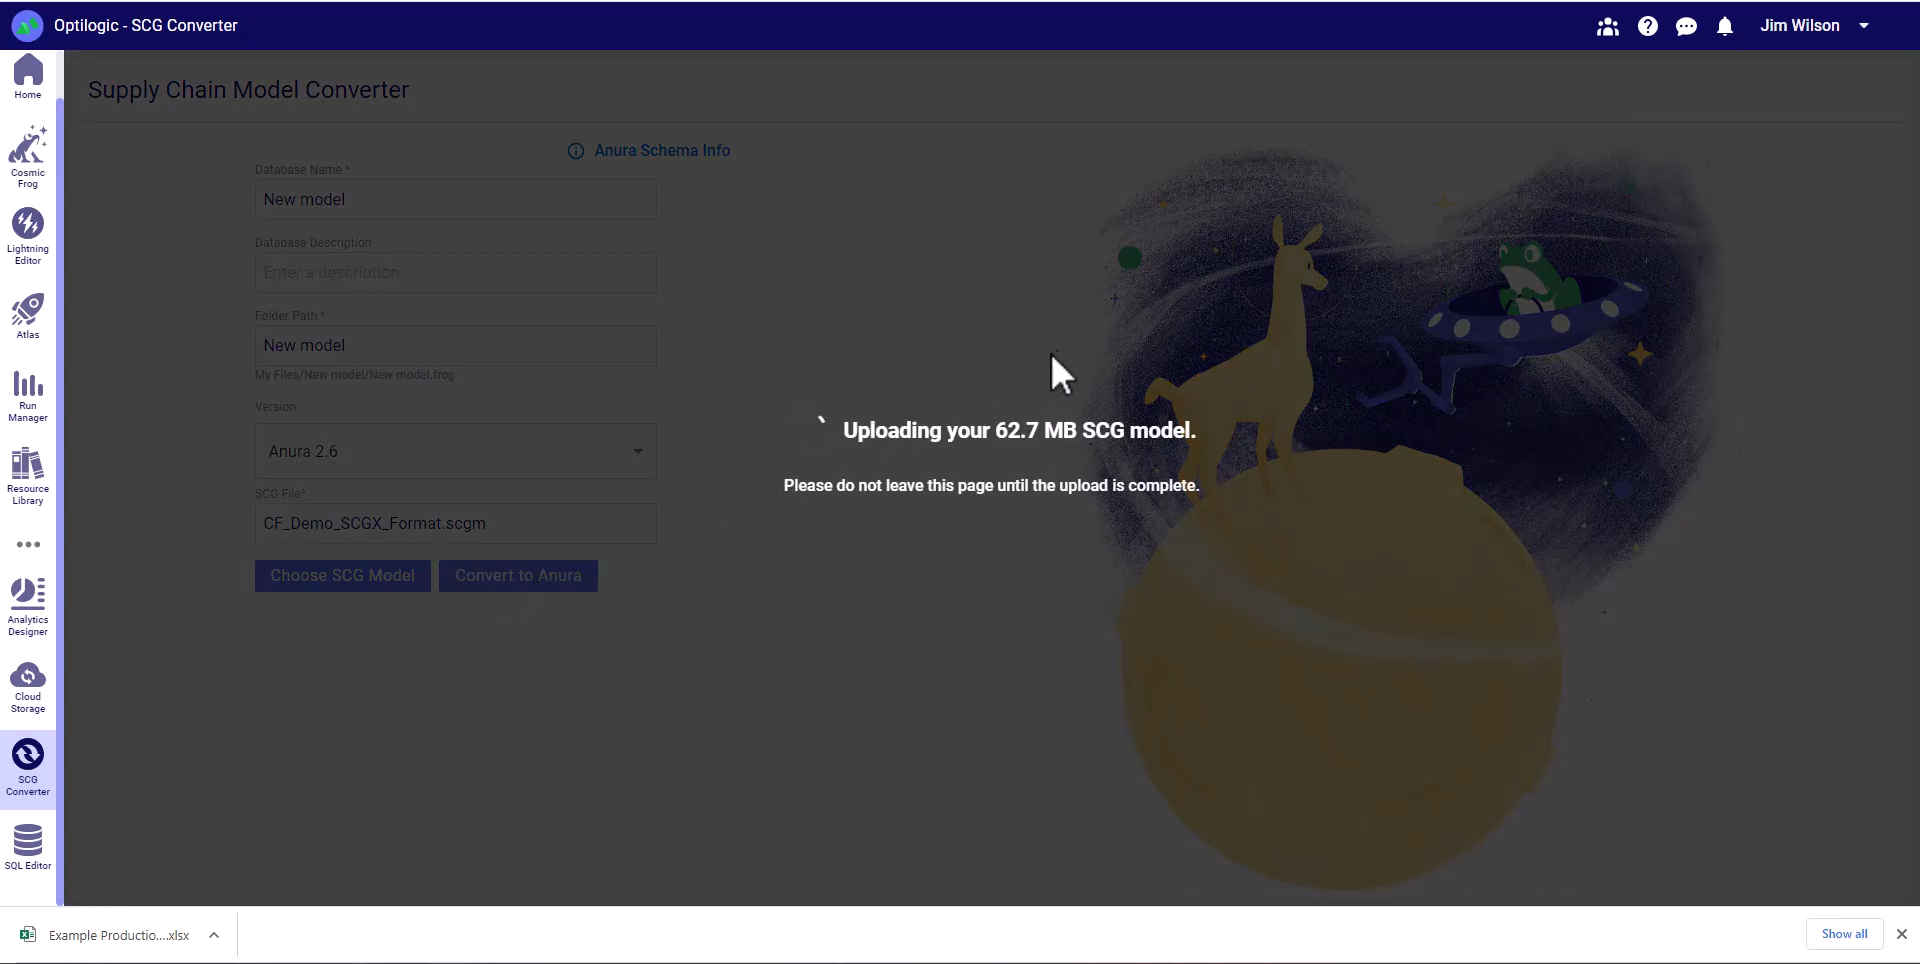 Optilogic - SCG Converter
Jim Wilson
Home
Cosmic
Frog
Lightning
Editor
Atlas
Run
Manager
Resource
Library
Analytics
Designer
Cloud
Storage
SCG
Converter
SQL Editor
Supply Chain Model Converter
Anura Schema Info
Database Name *
New model
Database Description
Enter a description
Folder Path *
New model
My Files/New model/New model.frog
Version
Anura 2.6
SCG File*
CF_Demo_SCGX_Format.scgm
Choose SCG Model
Convert to Anura
Uploading your 62.7 MB SCG model.
Please do not leave this page until the upload is complete.
Example Productio....xlsx
Show all